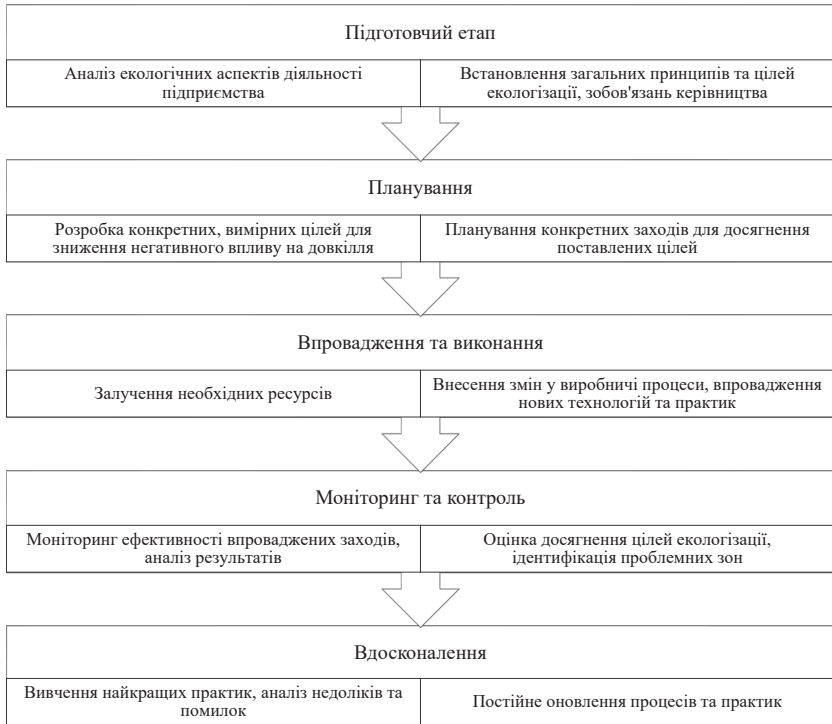 Підготовчий етап
Аналіз екологічних аспектів діяльності
підприємства
Встановлення загальних принципів та цілей
екологізації, зобов'язань керівництва
Планування
Розробка конкретних, вимірних цілей для
зниження негативного впливу на довкілля
Планування конкретних заходів для досягнення
поставлених цілей
Впровадження та виконання
Залучення необхідних ресурсів
Внесення змін у виробничі процеси, впровадження
нових технологій та практик
Моніторинг та контроль
Моніторинг ефективності впроваджених заходів,
аналіз результатів
Оцінка досягнення цілей екологізації,
ідентифікація проблемних зон
Вдосконалення
Вивчення найкращих практик, аналіз недоліків та
помилок
Постійне оновлення процесів та практик